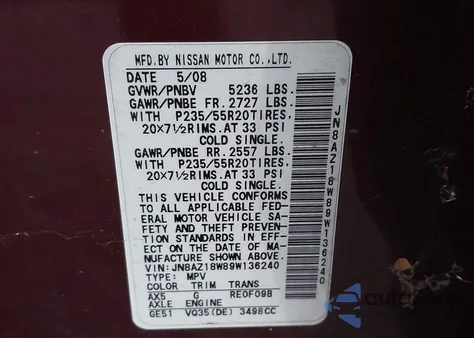 MFD.BY NISSAN MOTOR CO.,LTD.
DATE 5/08
GVWR/PNBV 5236 LBS.
GAWR/PNBE FR. 2727 LBS.
WITH P235/55R20TIRES,
20×7½RIMS.AT 33 PSI
COLD SINGLE.
GAWR/PNBE RR. 2557 LBS.
WITH P235/55R20TIRES,
20×7½RIMS.AT 33 PSI
COLD SINGLE.
THIS VEHICLE CONFORMS
TO ALL APPLICABLE FED-
ERAL MOTOR VEHICLE SA-
FETY AND THEFT PREVEN-
TION STANDARDS IN EFF-
ECT ON THE DATE OF MA-
NUFACTURE SHOWN ABOVE.
VIN: JN8AZ18W89W136240
TYPE: MPV
COLOR TRIM TRANS
AX5 G RE0F09B
AXLE ENGINE
GE51 VQ35(DE) 3498CC
JN8AZ18W89W136240